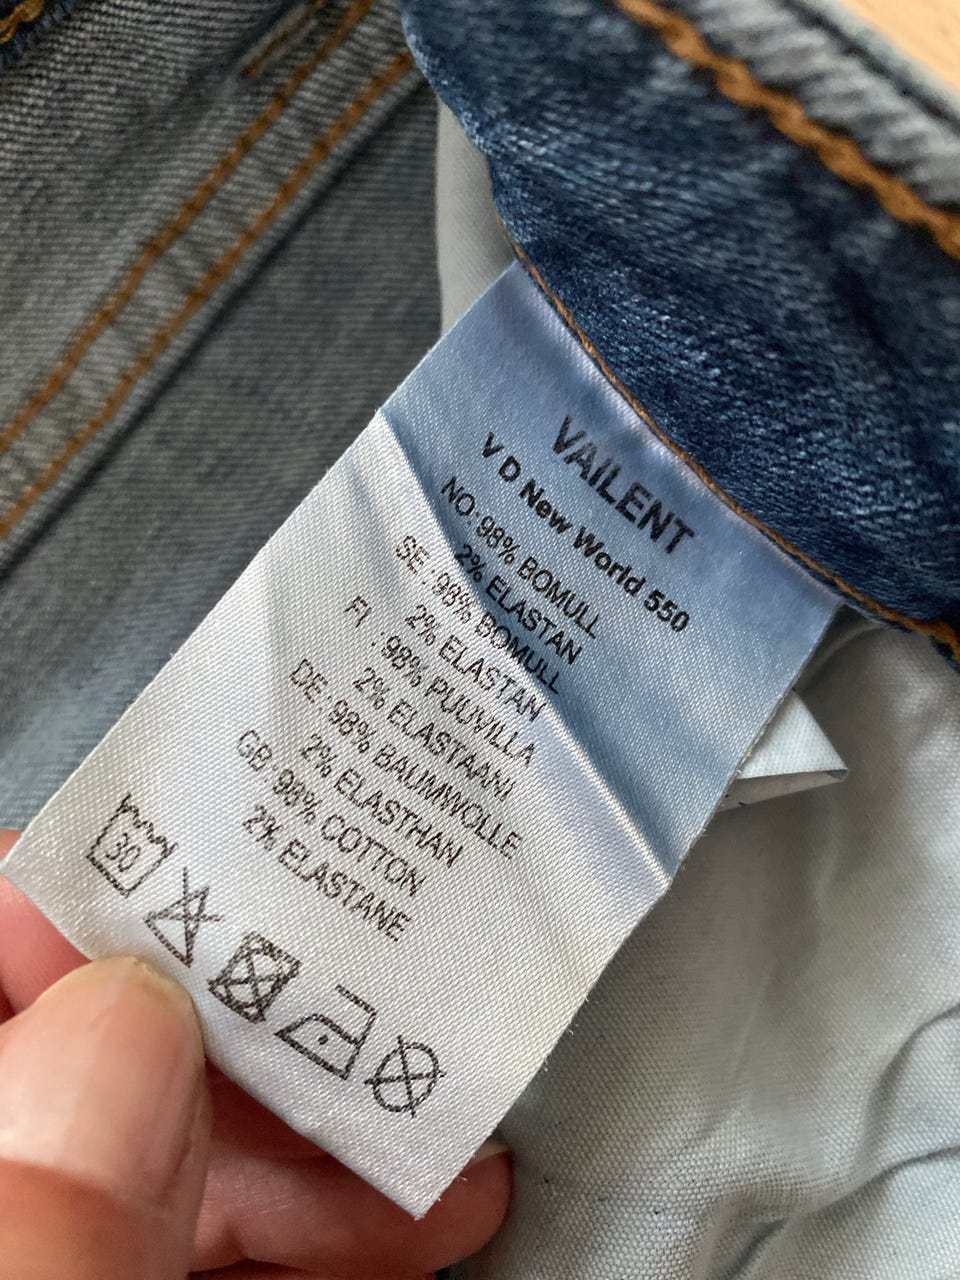 VAILENT
V D New World 550
NO: 98% BOMULL
2% ELASTAN
SE: 98% BOMULL
2% ELASTAN
FI : 98% PUUVILLA
2% ELASTAANI
DE: 98% BAUMWOLLE
2% ELASTHAN
GB: 98% COTTON
2% ELASTANE
30